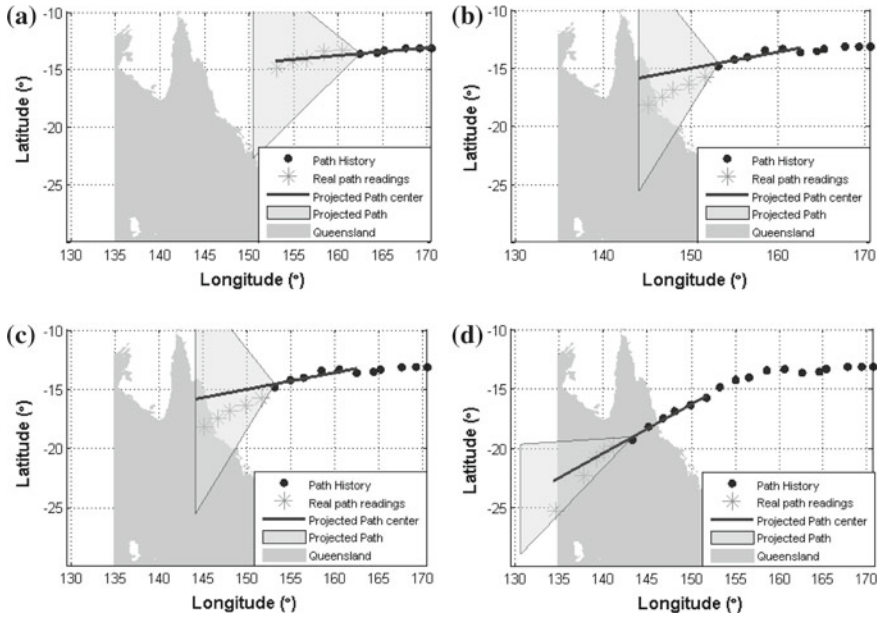 (a)
-10
-15
-20
-25
Latitude (°)
Path History
Real path readings
Projected Path center
Projected Path
Queensland
130 135 140 145 150 155 160 165 170
Longitude (°)
(b)
-10
-15
-20
-25
Latitude (°)
Path History
Real path readings
Projected Path center
Projected Path
Queensland
130 135 140 145 150 155 160 165 170
Longitude (°)
(c)
-10
-15
-20
-25
Latitude (°)
Path History
Real path readings
Projected Path center
Projected Path
Queensland
130 135 140 145 150 155 160 165 170
Longitude (°)
(d)
-10
-15
-20
-25
Latitude (°)
Path History
Real path readings
Projected Path center
Projected Path
Queensland
130 135 140 145 150 155 160 165 170
Longitude (°)